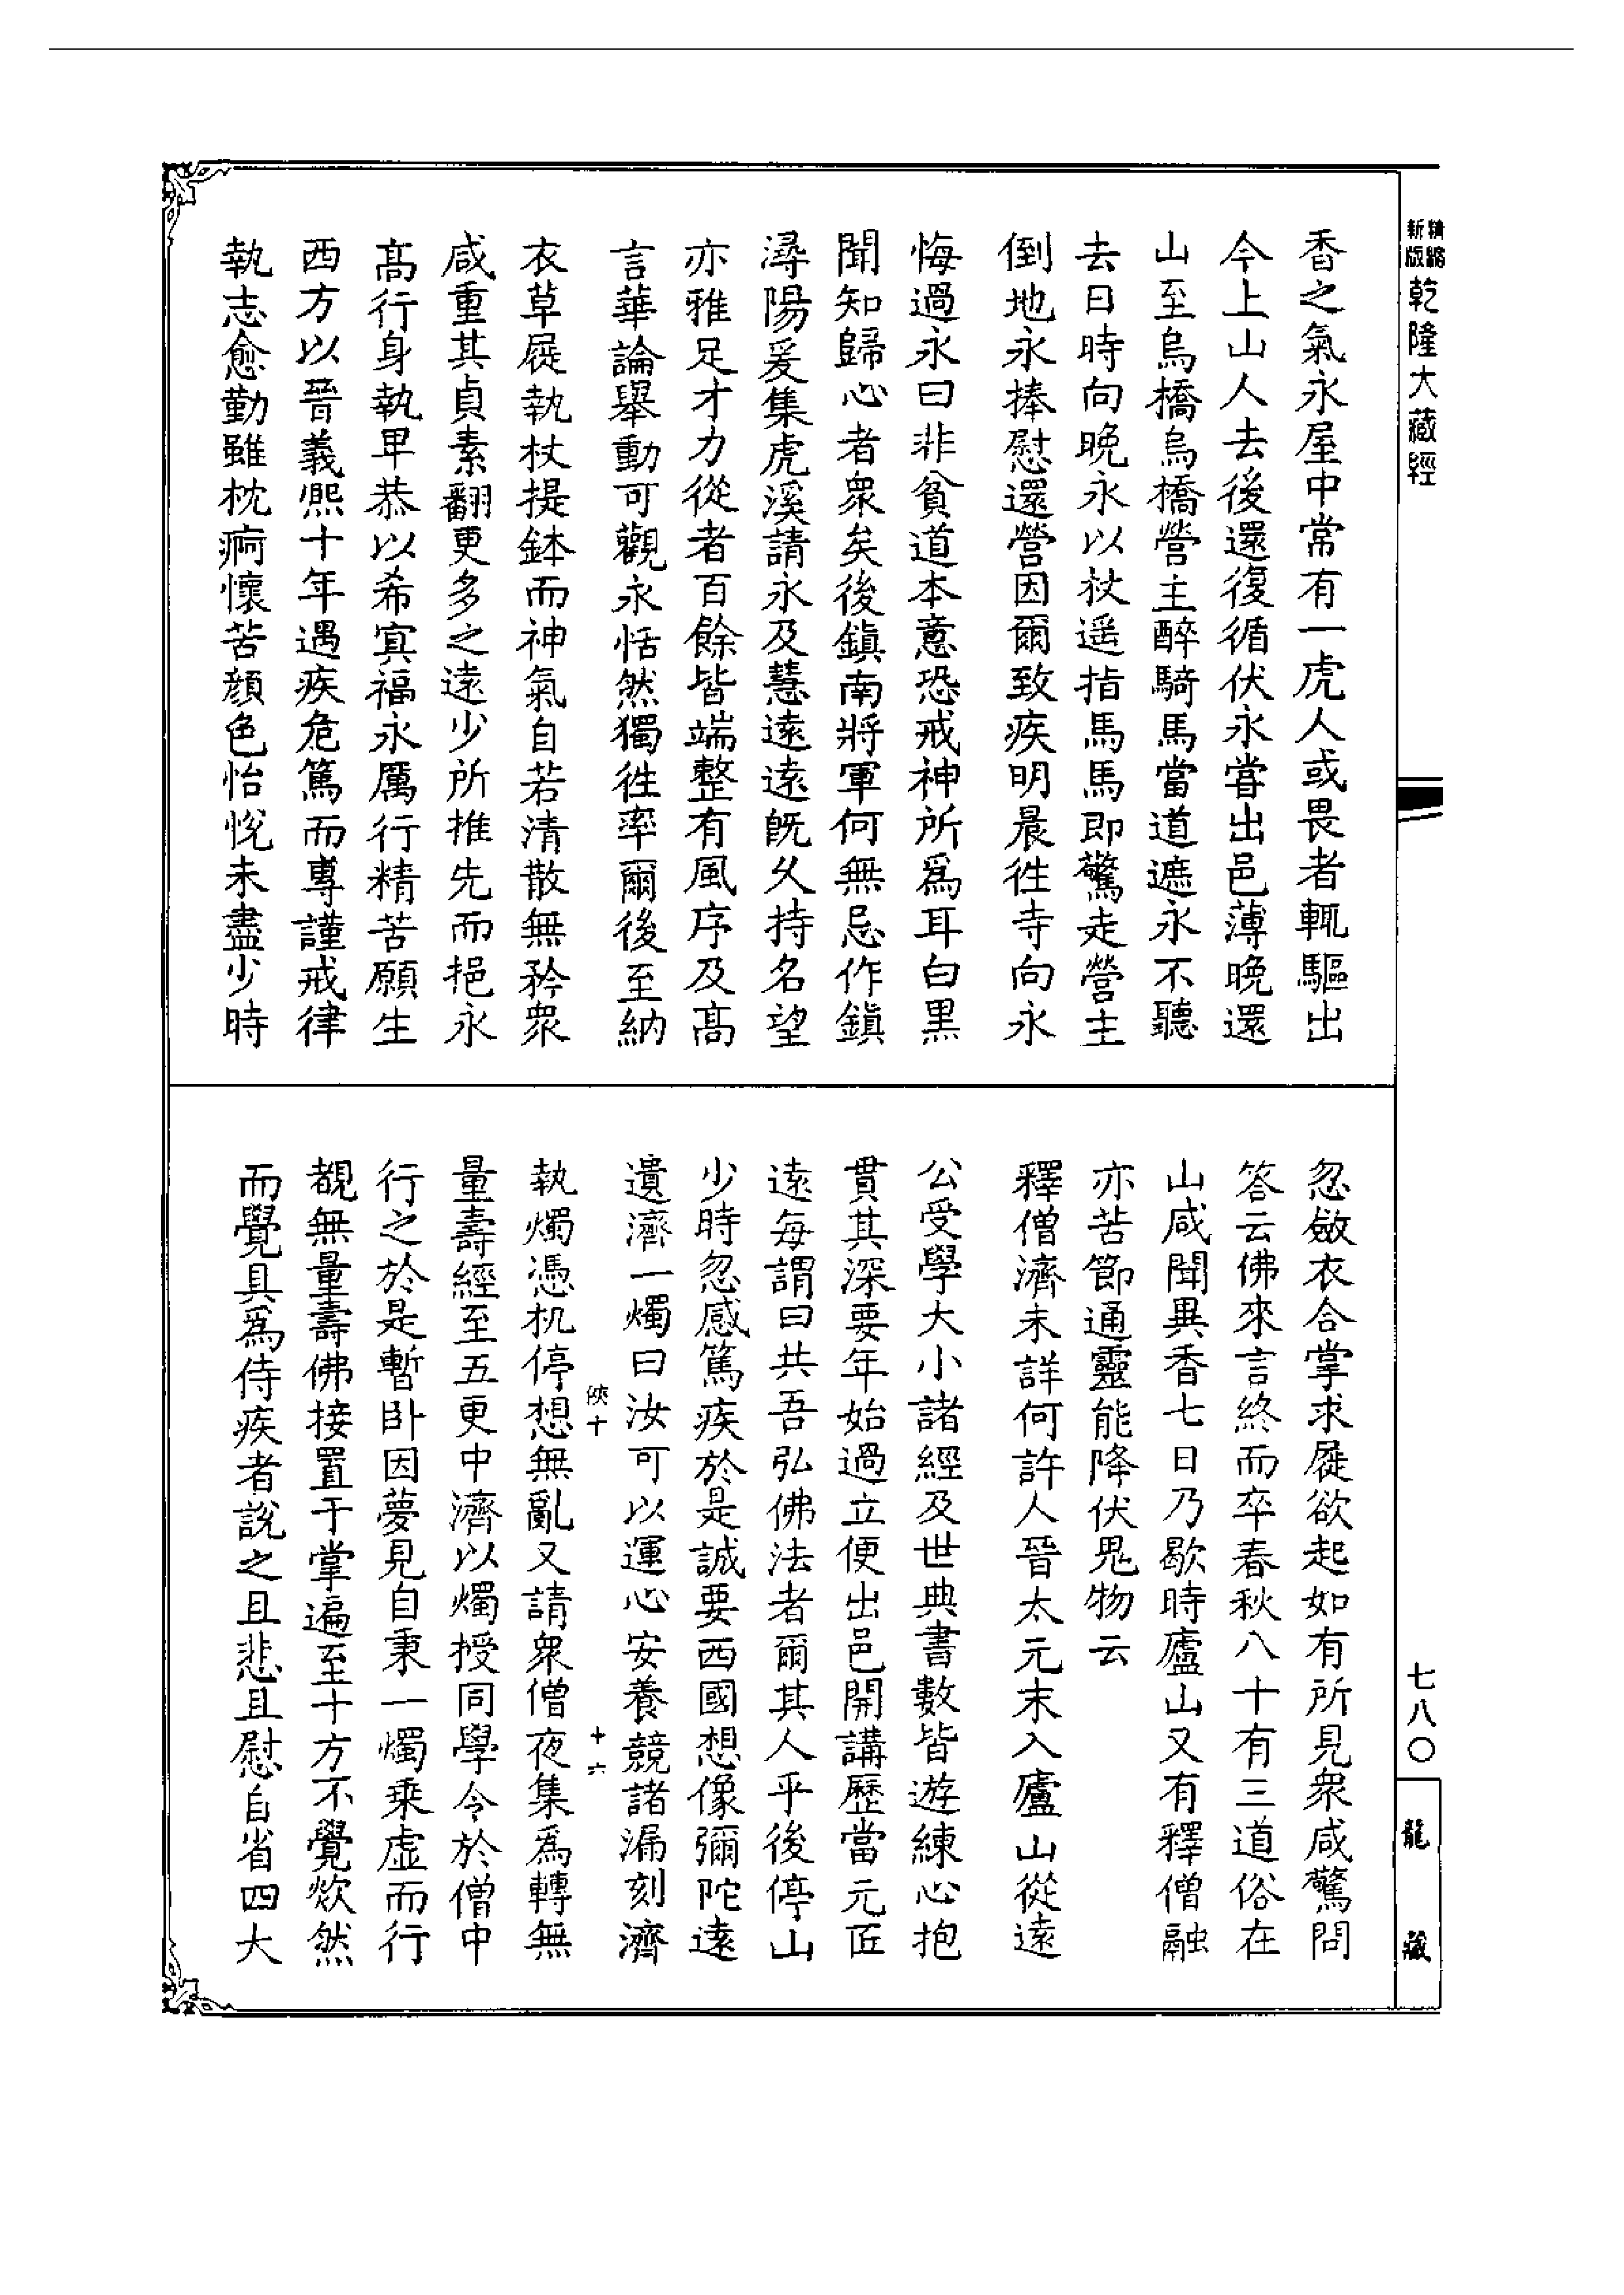 精縮
新版
乾隆大藏經
香之氣永屋中常有一虎人或畏者輒驅出
今上山人去後還復循伏永甞出邑薄晚還
山至烏橋烏橋營主醉騎馬當道遮永不聽
去日時向晚永以杖遥指馬馬即驚走營主
倒地永捧慰還營因爾致疾明晨徃寺向永
悔過永曰非貧道本意恐戒神所爲耳白黑
聞知歸心者衆矣後鎮南將軍何無忌作鎮
潯陽爰集虎溪請永及慧遠遠旣久持名望
亦雅足才力從者百餘皆端整有風序及髙
言華論舉動可觀永恬然獨徃率爾後至納
衣草屣執杖提鉢而神氣自若清散無矜衆
咸重其貞素翻更多之遠少所推先而挹永
髙行身執卑恭以希冥福永厲行精苦願生
西方以晉義熈十年遇疾危篤而專謹戒律
執志愈勤雖枕痾懷苦顔色怡悅未盡少時
忽斂衣合掌求屣欲起如有所見衆咸驚問
答云佛來言終而卒春秋八十有三道俗在
山咸聞異香七日乃歇時廬山又有釋僧融
亦苦節通靈能降伏鬼物云
釋僧濟未詳何許人晉太元末入廬山從遠
公受學大小諸經及世典書數皆遊練心抱
貫其深要年始過立便出邑開講歷當元匠
遠每謂曰共吾弘佛法者爾其人乎後停山
少時忽感篤疾於是誠要西國想像彌陀遠
遺濟一燭曰汝可以運心安養競諸漏刻濟
俠十
十六
執燭憑机停想無亂又請衆僧夜集爲轉無
量壽經至五更中濟以燭授同學令於僧中
行之於是暫卧因夢見自秉一燭乘虚而行
覩無量壽佛接置于掌遍至十方不覺欻然
而覺具爲侍疾者說之且悲且慰自省四大
七八〇
龍藏